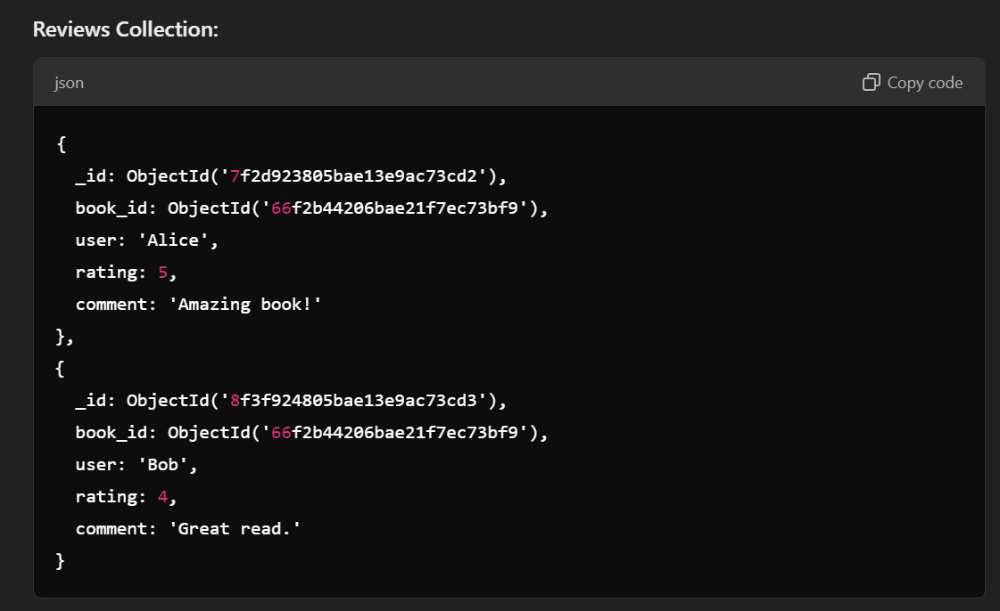 Reviews Collection:
json
Copy code
{
_id: ObjectId('7f2d923805bae13e9ac73cd2'),
book_id: ObjectId('66f2b44206bae21f7ec73bf9'),
user: 'Alice',
rating: 5,
comment: 'Amazing book!'
},
{
_id: ObjectId('8f3f924805bae13e9ac73cd3'),
book_id: ObjectId('66f2b44206bae21f7ec73bf9'),
user: 'Bob',
rating: 4,
comment: 'Great read.'
}